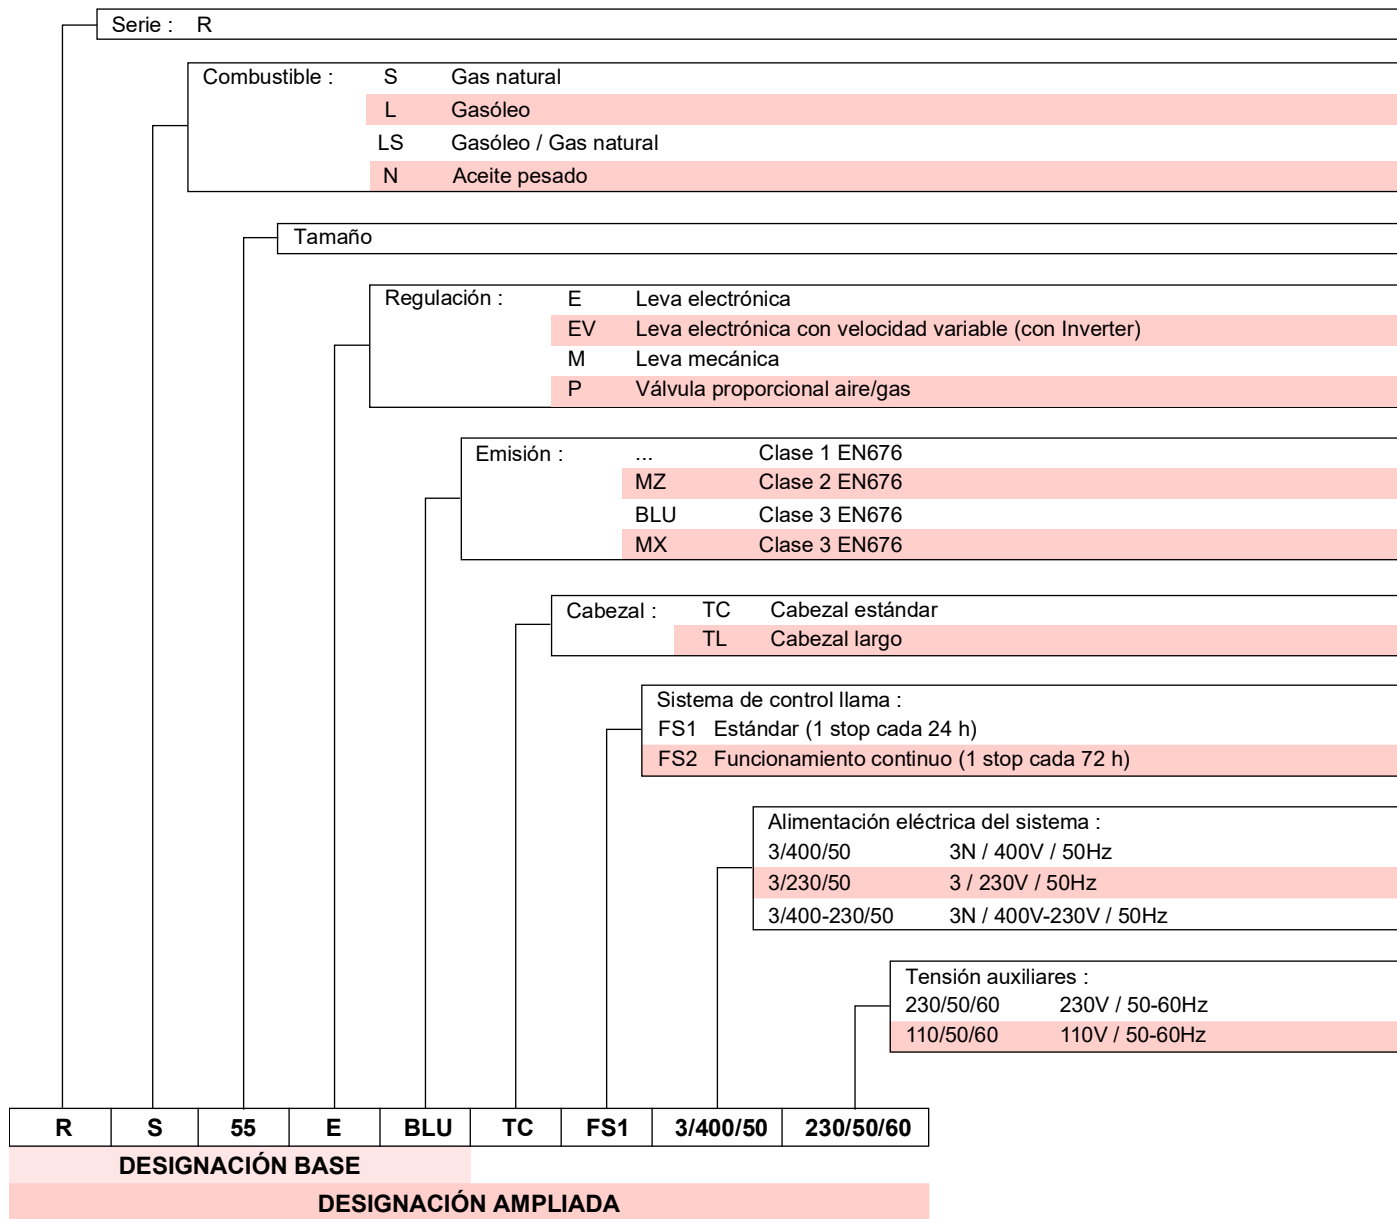 Serie : R
Combustible : S Gas natural
L Gasóleo
LS Gasóleo / Gas natural
N Aceite pesado
Tamaño
Regulación : E Leva electrónica
EV Leva electrónica con velocidad variable (con Inverter)
M Leva mecánica
P Válvula proporcional aire/gas
Emisión : ... Clase 1 EN676
MZ Clase 2 EN676
BLU Clase 3 EN676
MX Clase 3 EN676
Cabezal : TC Cabezal estándar
TL Cabezal largo
Sistema de control llama :
FS1 Estándar (1 stop cada 24 h)
FS2 Funcionamiento continuo (1 stop cada 72 h)
Alimentación eléctrica del sistema :
3/400/50 3N / 400V / 50Hz
3/230/50 3 / 230V / 50Hz
3/400-230/50 3N / 400V-230V / 50Hz
Tensión auxiliares :
230/50/60 230V / 50-60Hz
110/50/60 110V / 50-60Hz
R S 55 E BLU TC FS1 3/400/50 230/50/60
DESIGNACIÓN BASE
DESIGNACIÓN AMPLIADA